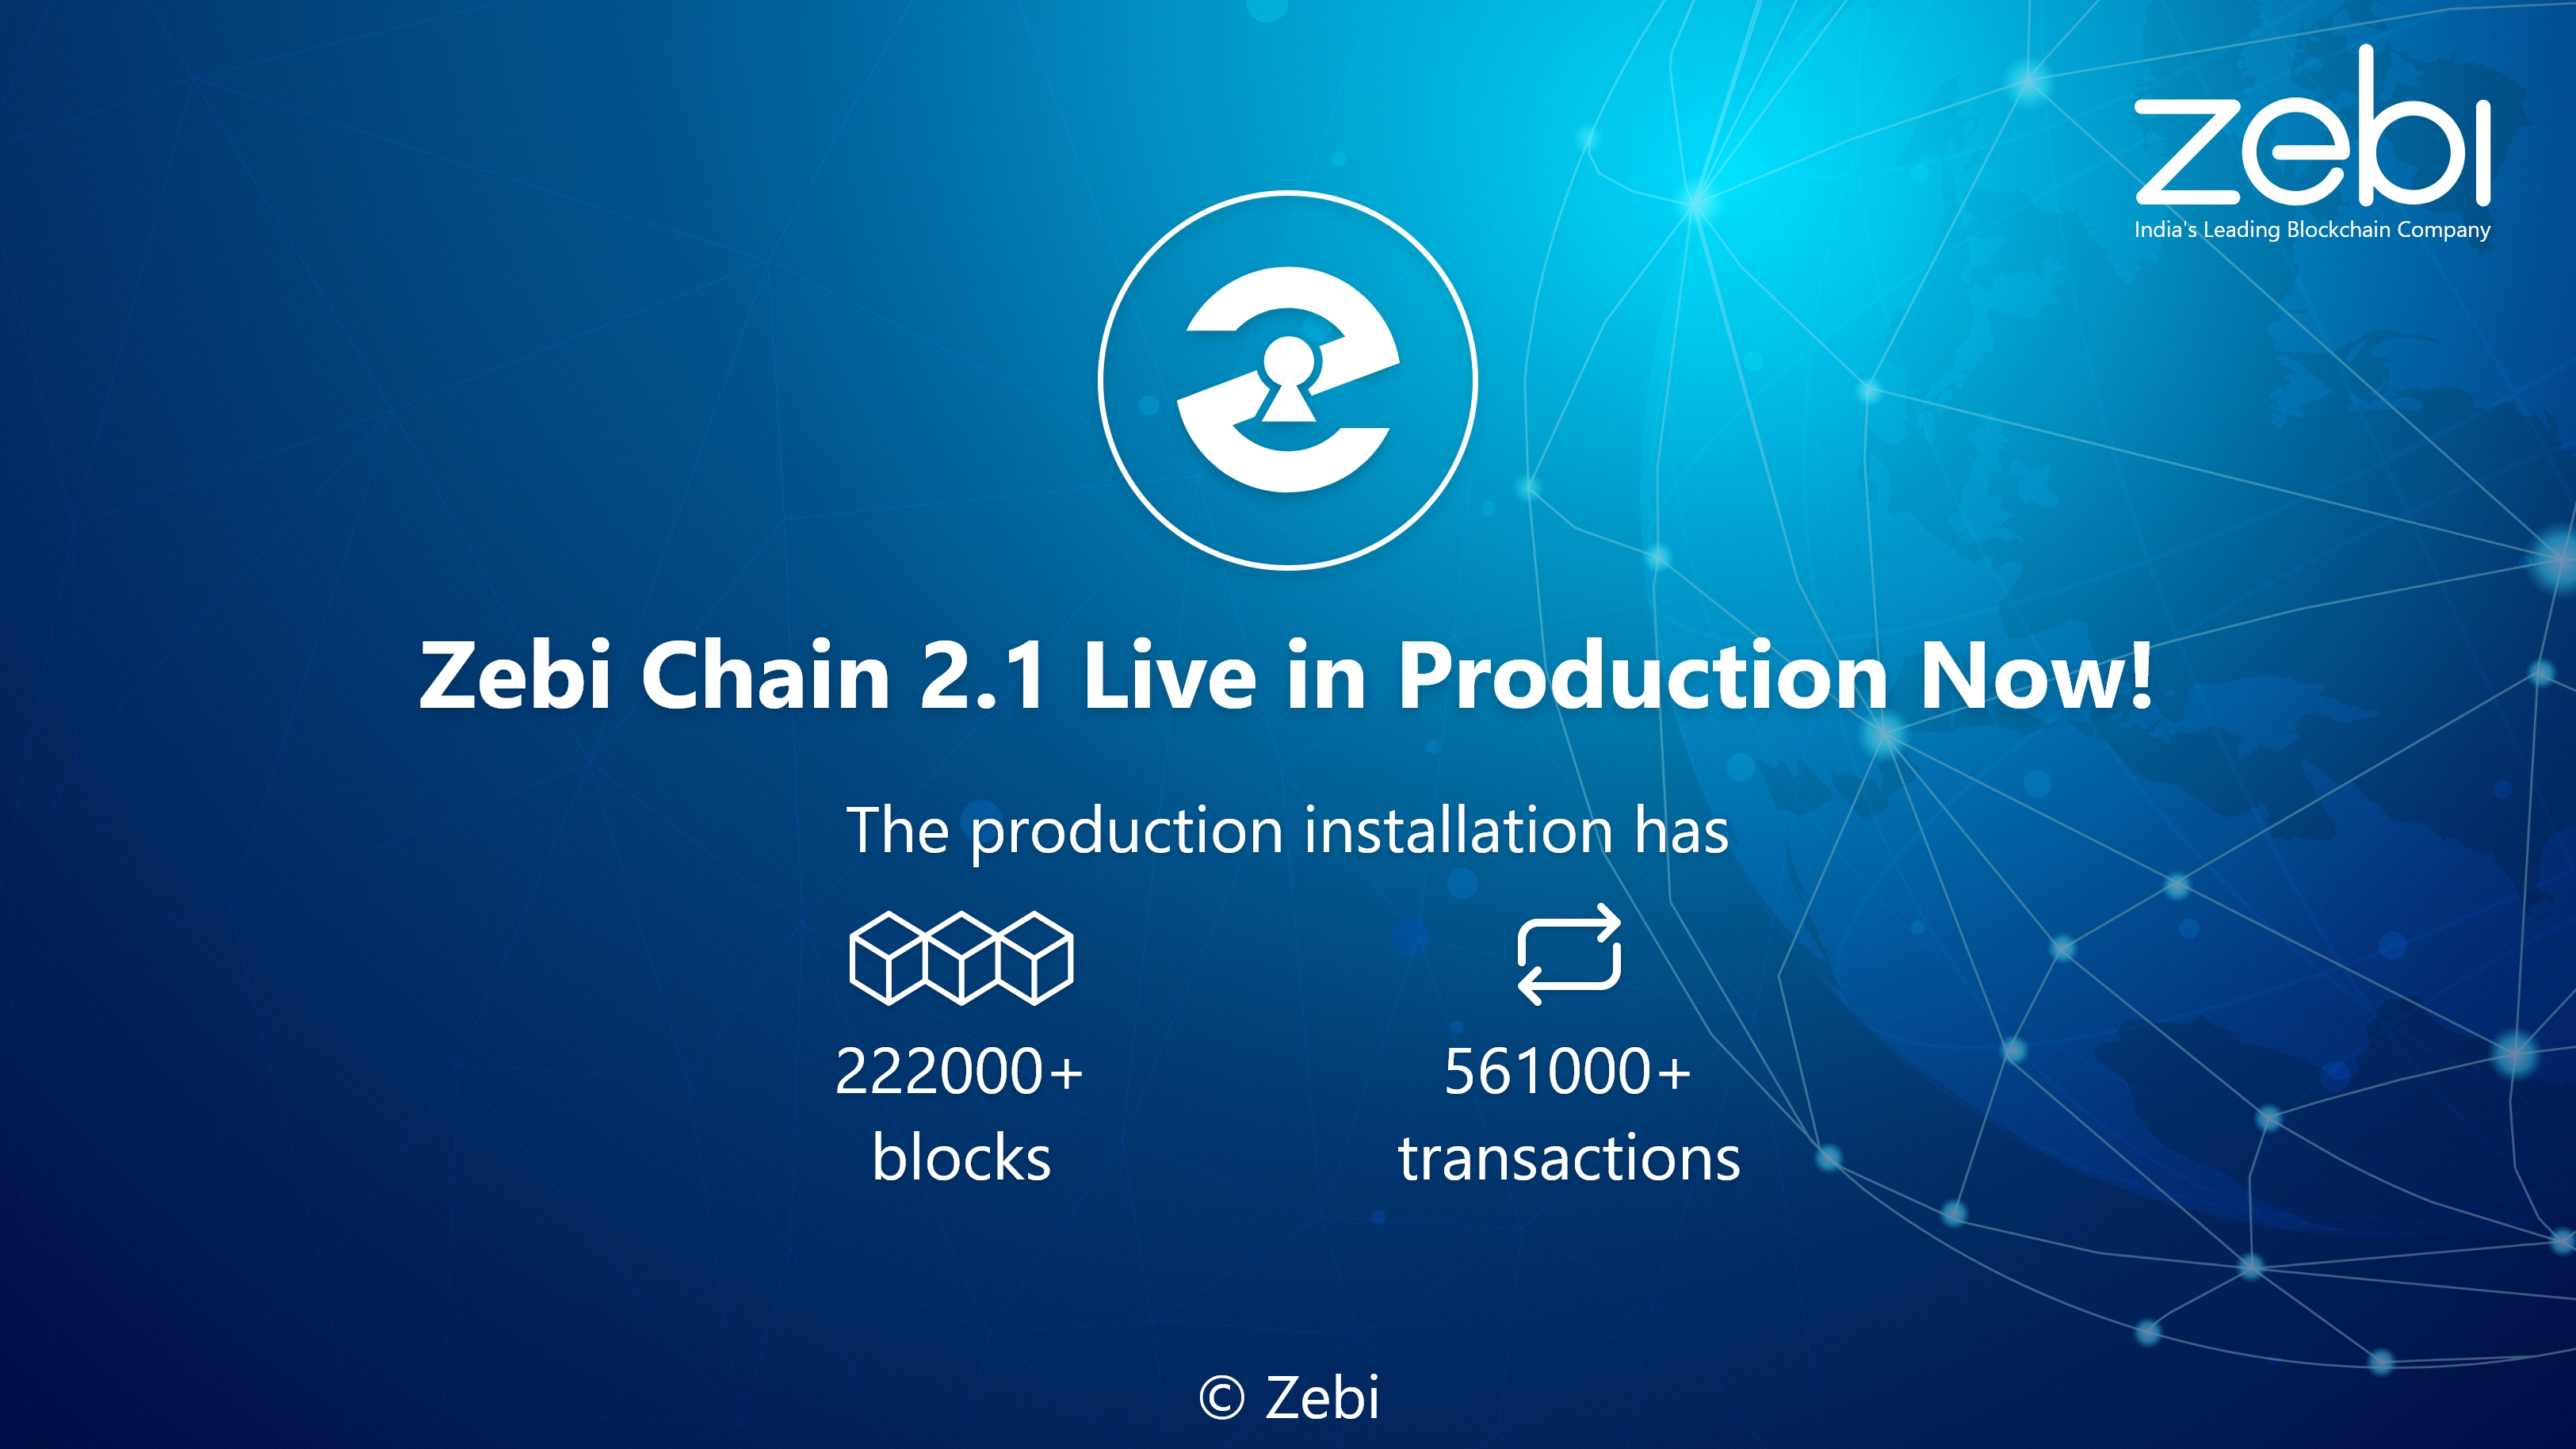 zebi
India's Leading Blockchain Company
Zebi Chain 2.1 Live in Production Now!
The production installation has
222000+
blocks
561000+
transactions
© Zebi